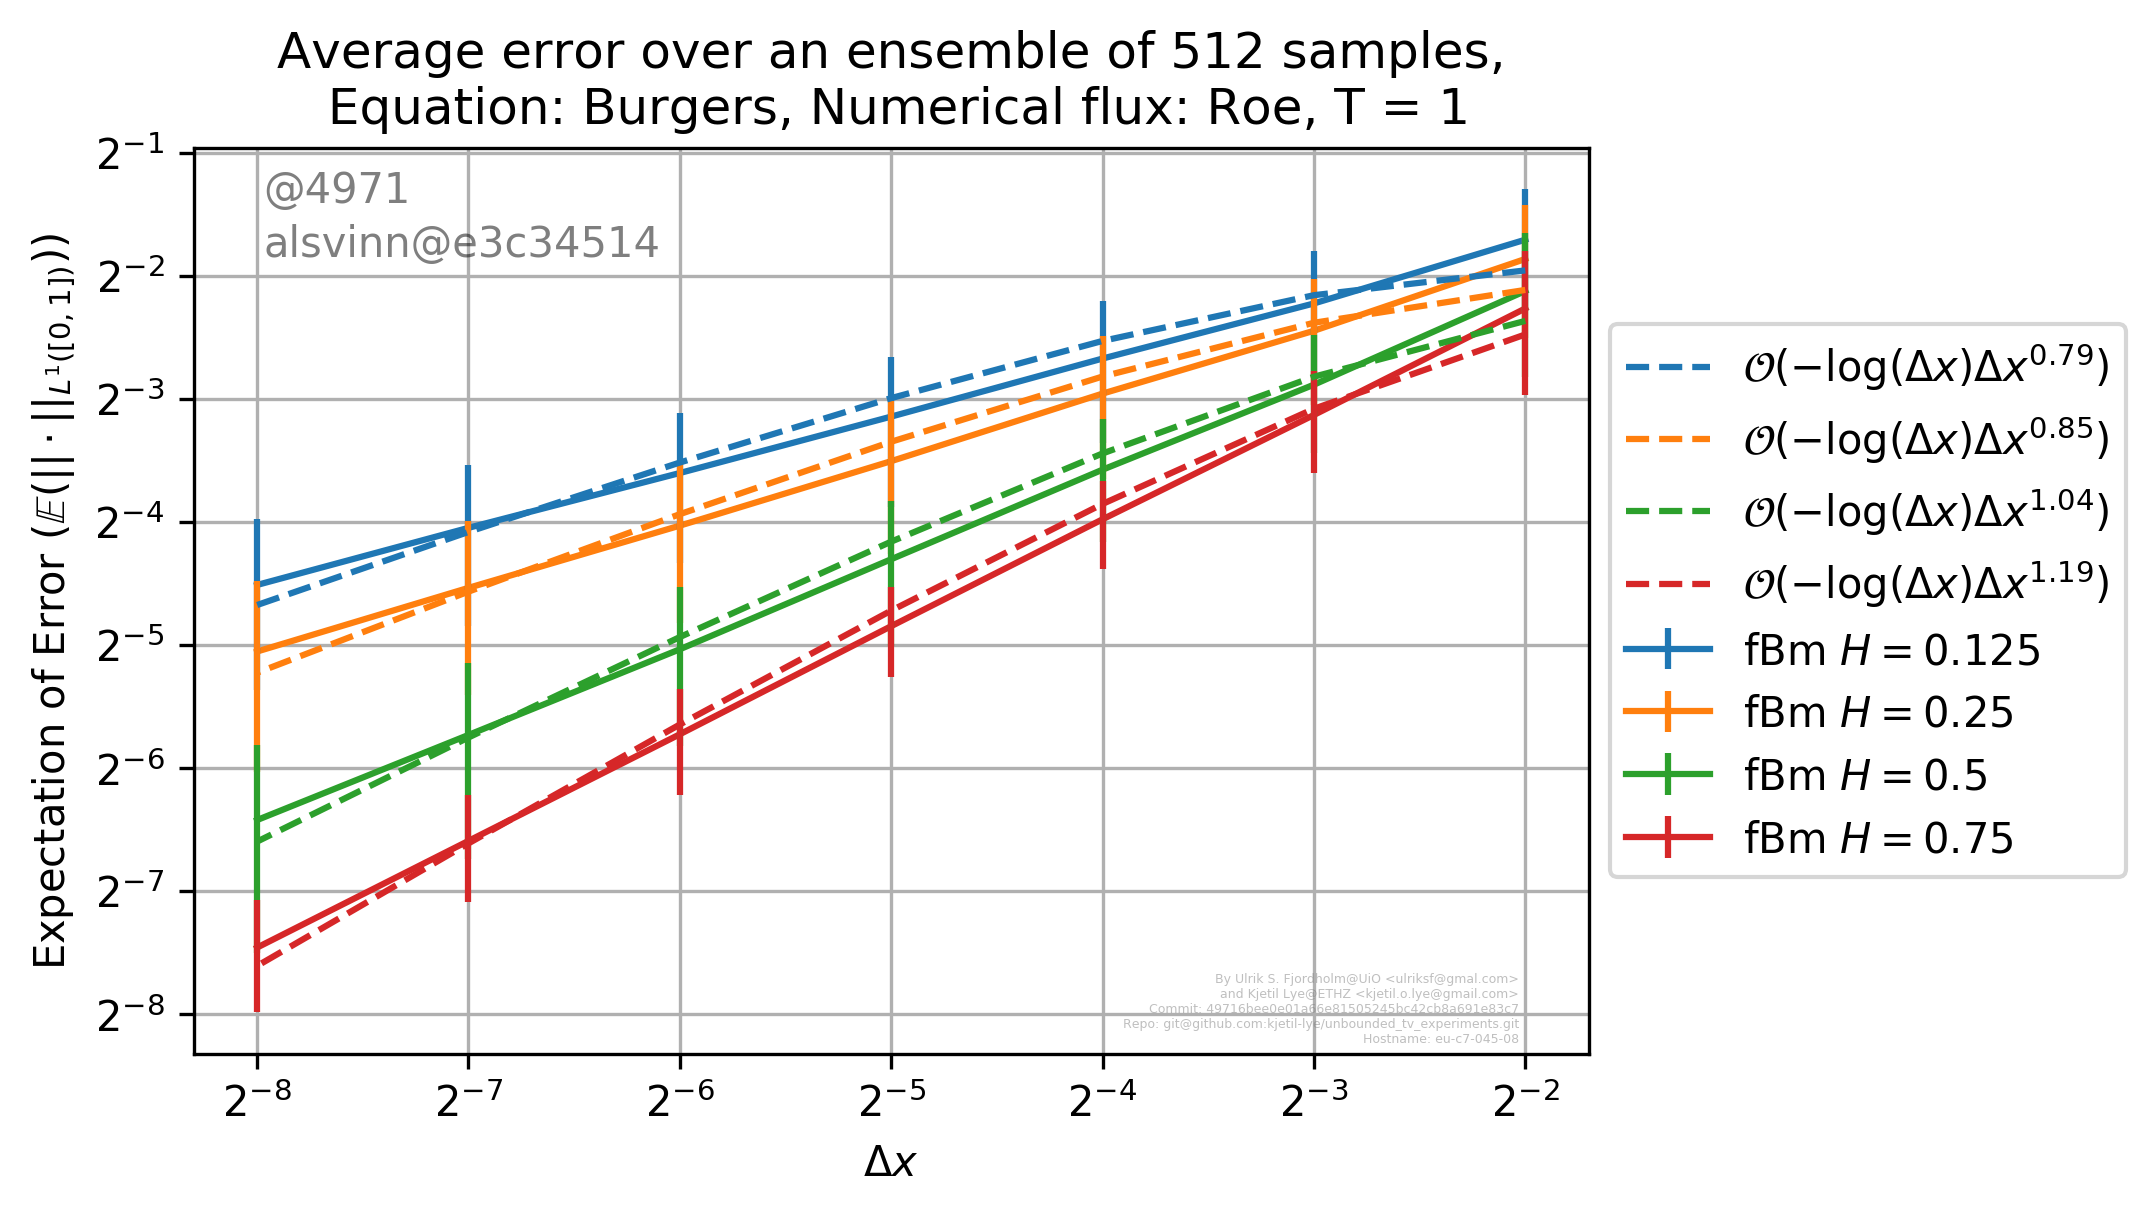 Average error over an ensemble of 512 samples,
Equation: Burgers, Numerical flux: Roe, T = 1
Expectation of Error (𝔼(||·||_{L^1([0,1])}))
2^{-1}
2^{-2}
2^{-3}
2^{-4}
2^{-5}
2^{-6}
2^{-7}
2^{-8}
@4971
alsvinn@e3c34514
By Ulrik S. Fjordholm@UiO <ulriksf@gmal.com>
and Kjetil Lye@ETHZ <kjetil.o.lye@gmail.com>
Commit: 49716bee0e01a66e81505245bc42cb8a691e83c7
Repo: git@github.com:kjetil-lye/unbounded_tv_experiments.git
Hostname: eu-c7-045-08
2^{-8} 2^{-7} 2^{-6} 2^{-5} 2^{-4} 2^{-3} 2^{-2}
Δx
𝒪(−log(Δx)Δx^{0.79})
𝒪(−log(Δx)Δx^{0.85})
𝒪(−log(Δx)Δx^{1.04})
𝒪(−log(Δx)Δx^{1.19})
fBm H = 0.125
fBm H = 0.25
fBm H = 0.5
fBm H = 0.75